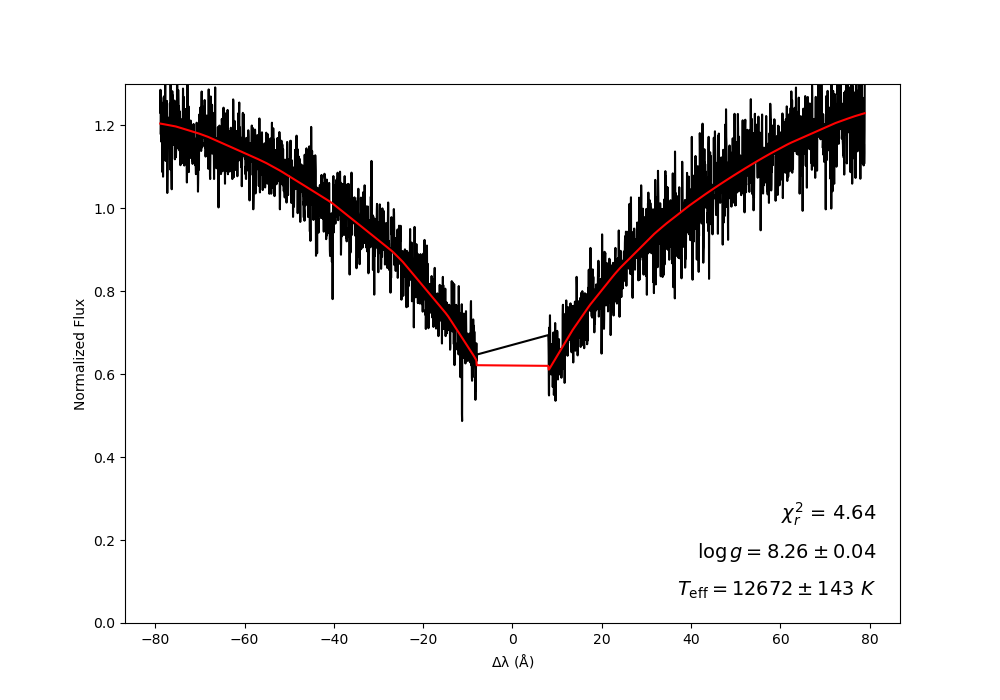 1.2
1.0
0.8
0.6
0.4
0.2
0.0
Normalized Flux
χ²ᵣ = 4.64
log g = 8.26 ± 0.04
T_eff = 12672 ± 143 K
−80 −60 −40 −20 0 20 40 60 80
Δλ (Å)